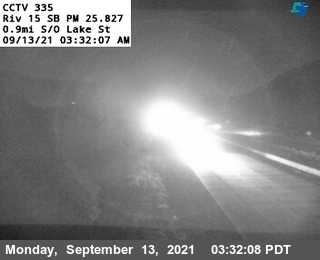 CCTV 335
Riv 15 SB PM 25.827
0.9mi S/O Lake St
09/13/21 03:32:07 AM
Monday, September 13, 2021 03:32:08 PDT